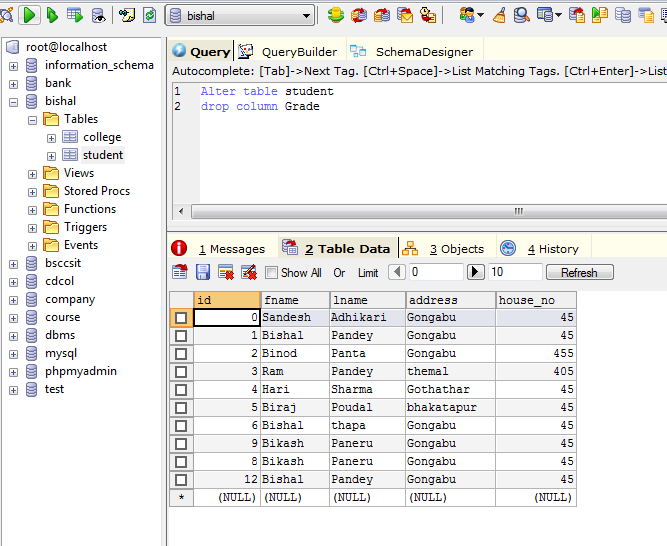 bishal
root@localhost
information_schema
bank
bishal
Tables
college
student
Views
Stored Procs
Functions
Triggers
Events
bsccsit
cdcol
company
course
dbms
mysql
phpmyadmin
test
Query QueryBuilder SchemaDesigner
Autocomplete: [Tab]->Next Tag. [Ctrl+Space]->List Matching Tags. [Ctrl+Enter]->List
1 Alter table student
2 drop column Grade
1 Messages 2 Table Data 3 Objects 4 History
Show All Or Limit 0 10 Refresh
id fname lname address house_no
0 Sandesh Adhikari Gongabu 45
1 Bishal Pandey Gongabu 45
2 Binod Panta Gongabu 455
3 Ram Pandey themal 405
4 Hari Sharma Gothathar 45
5 Biraj Poudal bhakatapur 45
6 Bishal thapa Gongabu 45
9 Bikash Paneru Gongabu 45
8 Bikash Paneru Gongabu 45
12 Bishal Pandey Gongabu 45
* (NULL) (NULL) (NULL) (NULL) (NULL)